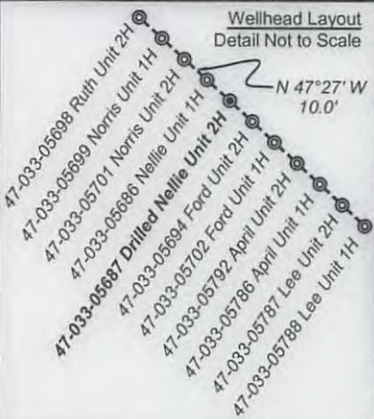 Wellhead Layout
Detail Not to Scale
N 47°27' W
10.0'
47-033-05698 Ruth Unit 2H
47-033-05699 Norris Unit 1H
47-033-05701 Norris Unit 2H
47-033-05686 Nellie Unit 1H
47-033-05687 Drilled Nellie Unit 2H
47-033-05694 Ford Unit 2H
47-033-05702 Ford Unit 1H
47-033-05792 April Unit 2H
47-033-05786 April Unit 1H
47-033-05787 Lee Unit 2H
47-033-05788 Lee Unit 1H